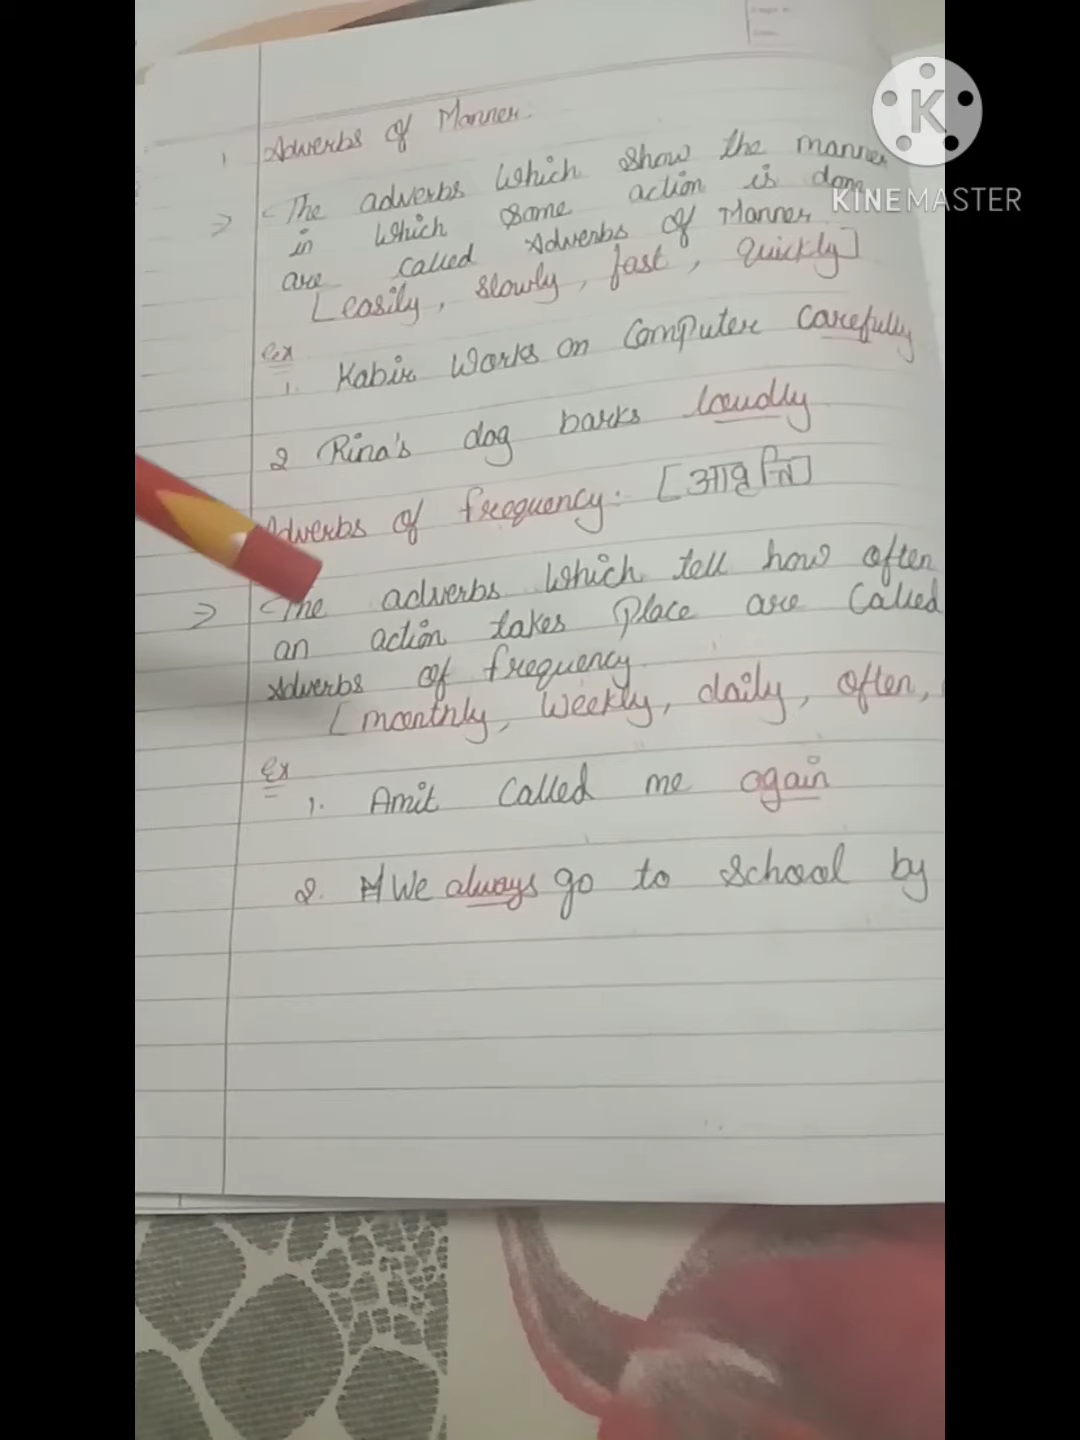 1 Adverbs of Manner
=> The adverbs which show the manner
in which some action is done
are called Adverbs of Manner
[easily, slowly, fast, quickly]
Ex
1. Kabir works on Computer carefully
2 Rina's dog barks loudly
Adverbs of frequency: [आवृत्ति]
=> The adverbs which tell how often
an action takes Place are Called
Adverbs of frequency
[monthly, weekly, daily, often,
Ex
1. Amit Called me again
2. We always go to School by
KINEMASTER